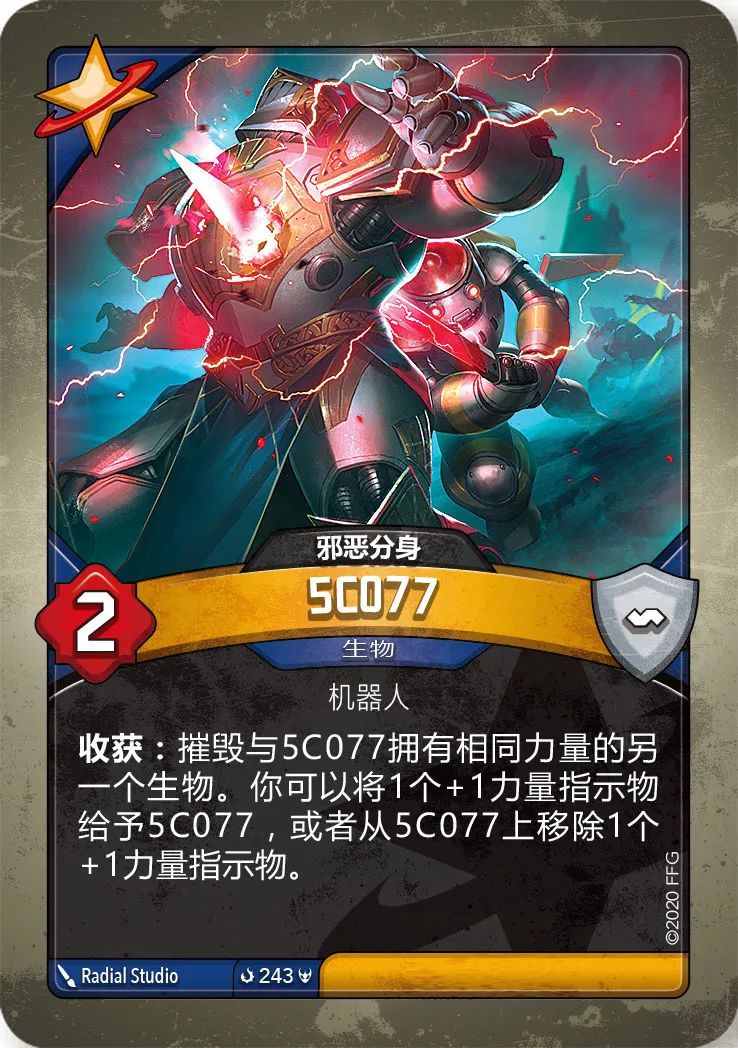 邪恶分身
5C077
2
生物
机器人
收获：摧毁与5C077拥有相同力量的另
一个生物。你可以将1个+1力量指示物
给予5C077，或者从5C077上移除1个
+1力量指示物。
©2020 FFG
Radial Studio
243